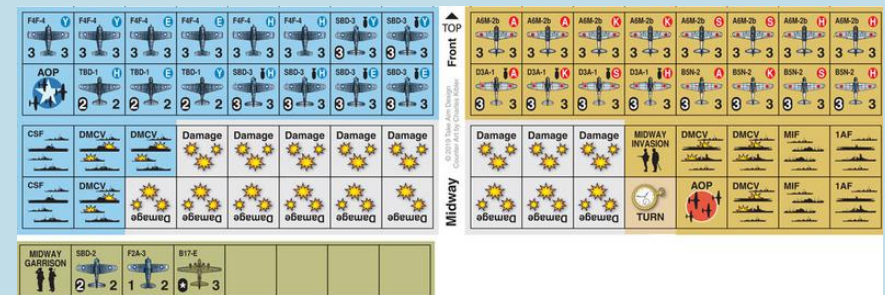 F4F-4 Y F4F-4 Y F4F-4 E F4F-4 E F4F-4 H F4F-4 H SBD-3 Y SBD-3 Y
3 3 3 3 3 3 3 3 3 3 3 3 3 3 3 3
AOP TBD-1 H TBD-1 E TBD-1 Y SBD-3 H SBD-3 H SBD-3 E SBD-3 E
2 2 2 2 2 2 3 3 3 3 3 3 3 3
CSF DMCV DMCV Damage Damage Damage Damage Damage
CSF DMCV Damage Damage Damage Damage Damage Damage
MIDWAY GARRISON SBD-2 F2A-3 B17-E
2 2 1 2 3
TOP
Front
© 2019 Take Aim Design
Counter Art by Charles Kibler
Midway
A6M-2b A A6M-2b A A6M-2b K A6M-2b K A6M-2b S A6M-2b S A6M-2b H A6M-2b H
3 3 3 3 3 3 3 3 3 3 3 3 3 3 3 3
D3A-1 A D3A-1 K D3A-1 S D3A-1 H B5N-2 A B5N-2 K B5N-2 S B5N-2 H
3 3 3 3 3 3 3 3 3 3 3 3 3 3 3 3
Damage Damage Damage MIDWAY INVASION DMCV DMCV MIF 1AF
Damage Damage Damage TURN AOP DMCV MIF 1AF